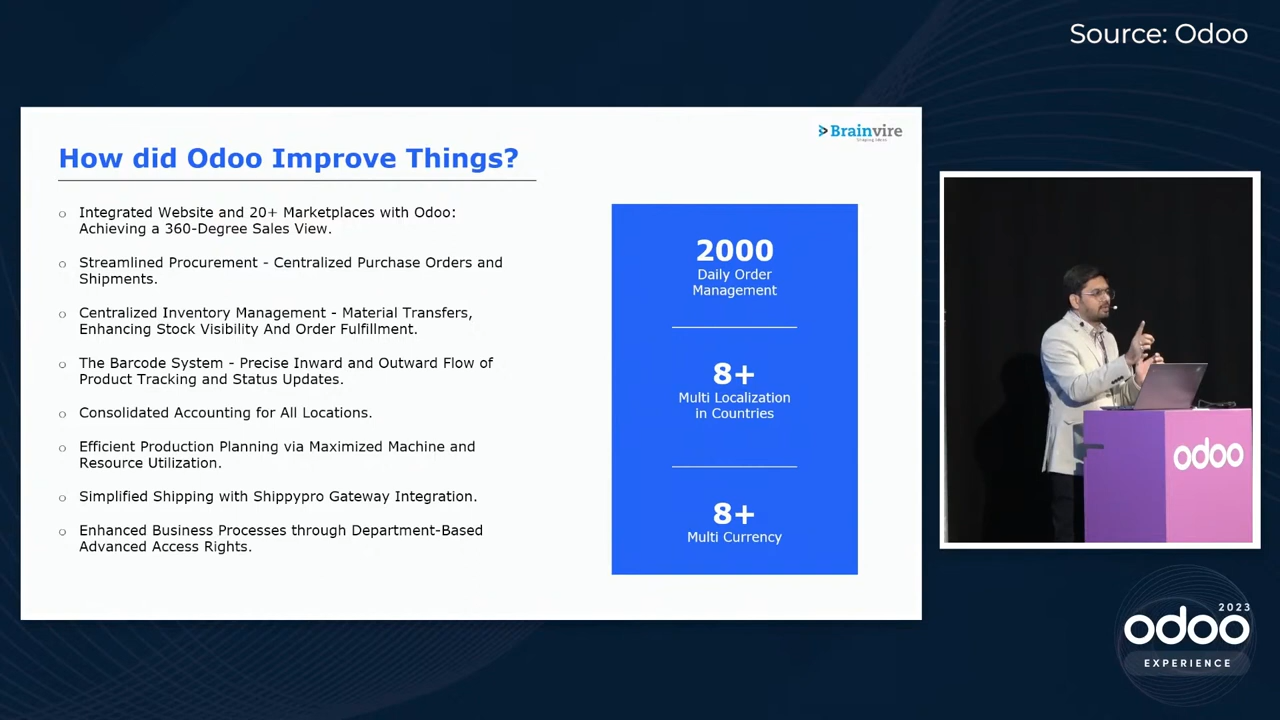 Source: Odoo
Brainvire
How did Odoo Improve Things?
o Integrated Website and 20+ Marketplaces with Odoo:
Achieving a 360-Degree Sales View.
o Streamlined Procurement - Centralized Purchase Orders and
Shipments.
o Centralized Inventory Management - Material Transfers,
Enhancing Stock Visibility And Order Fulfillment.
o The Barcode System - Precise Inward and Outward Flow of
Product Tracking and Status Updates.
o Consolidated Accounting for All Locations.
o Efficient Production Planning via Maximized Machine and
Resource Utilization.
o Simplified Shipping with Shippypro Gateway Integration.
o Enhanced Business Processes through Department-Based
Advanced Access Rights.
2000
Daily Order
Management
8+
Multi Localization
in Countries
8+
Multi Currency
odoo
2023
odoo
EXPERIENCE